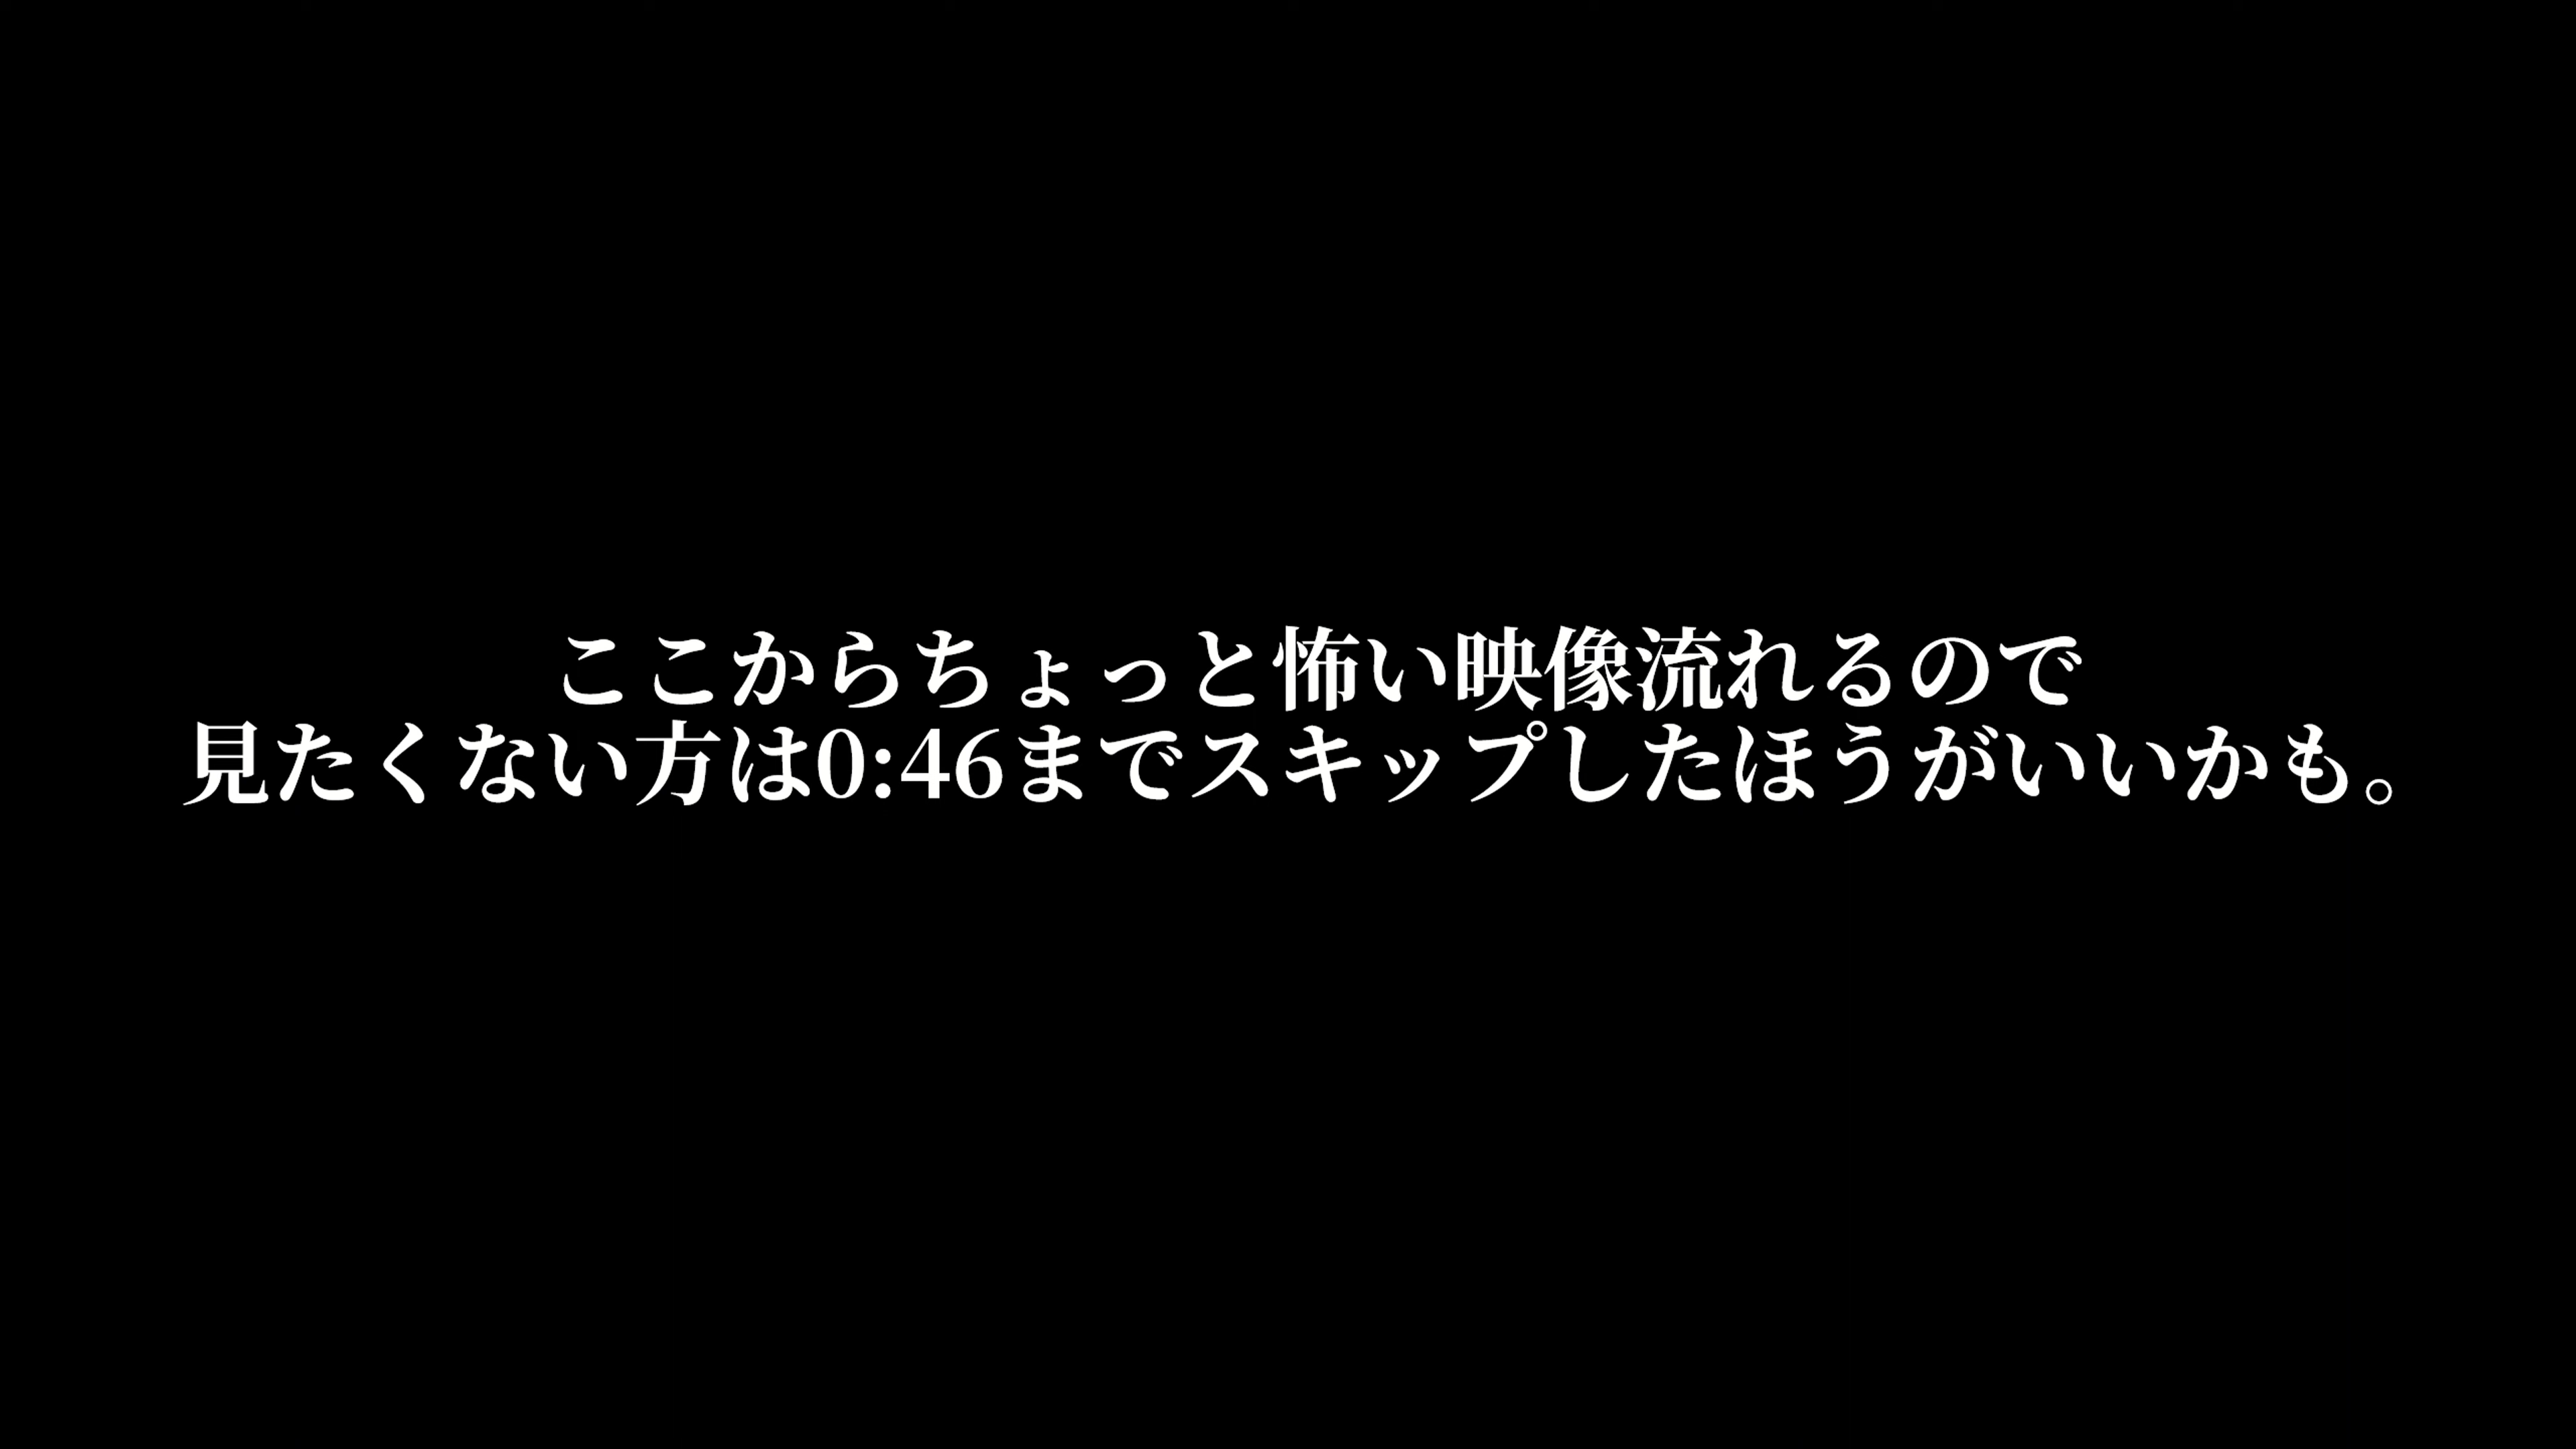 ここからちょっと怖い映像流れるので
見たくない方は0:46までスキップしたほうがいいかも。